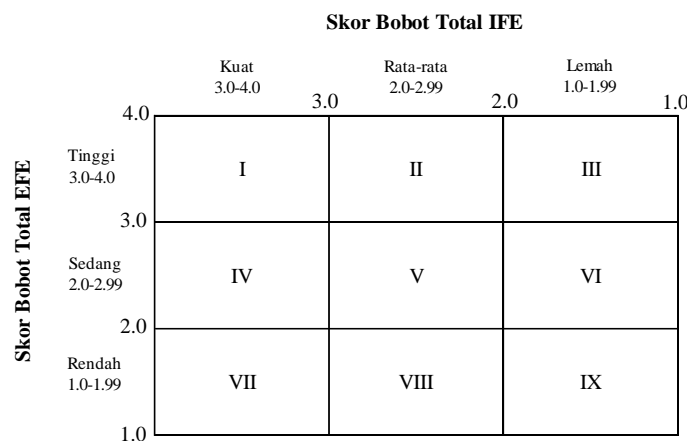 Skor Bobot Total IFE
Kuat
3.0-4.0
Rata-rata
2.0-2.99
Lemah
1.0-1.99
4.0
3.0
2.0
1.0
Skor Bobot Total EFE
Tinggi
3.0-4.0
I
II
III
3.0
Sedang
2.0-2.99
IV
V
VI
2.0
Rendah
1.0-1.99
VII
VIII
IX
1.0